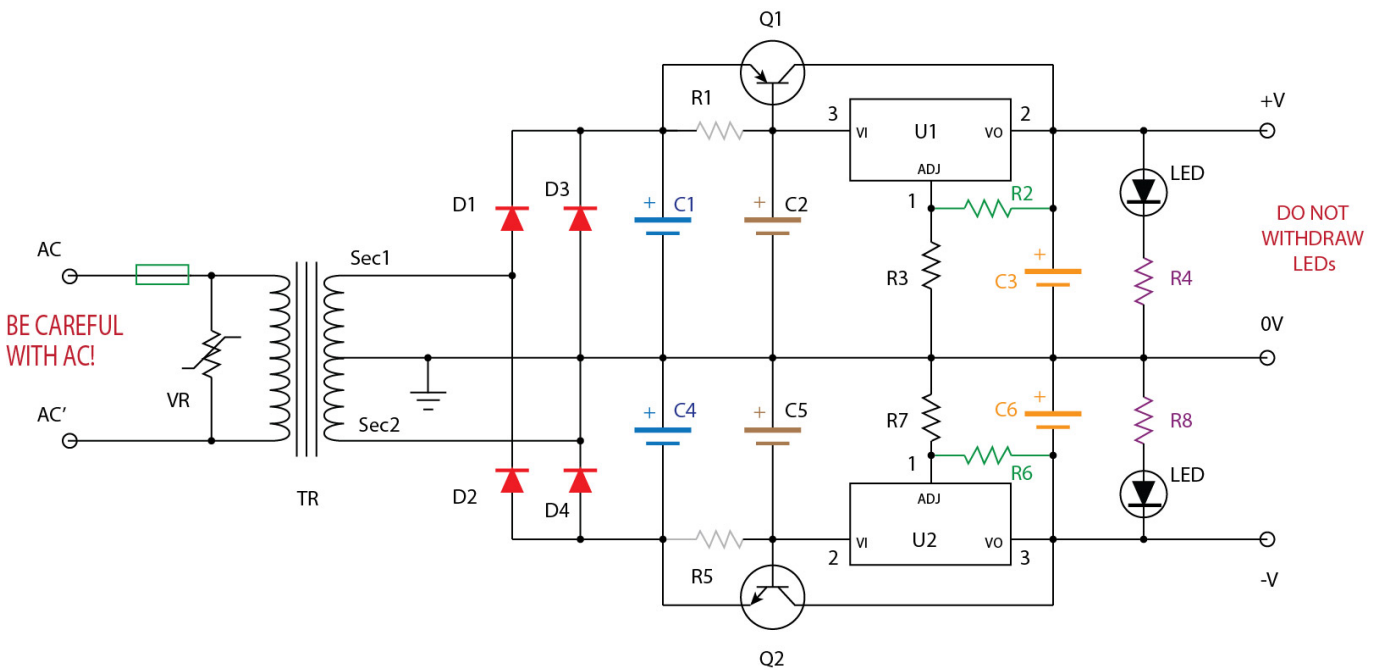 Q1
R1
3
VI
U1
VO
2
+V
ADJ
LED
D1
D3
+
C1
+
C2
1
R2
DO NOT
WITHDRAW
LEDs
AC
Sec1
R3
+
C3
R4
BE CAREFUL
WITH AC!
0V
VR
AC’
Sec2
+
C4
+
C5
R7
C6
+
R8
1
R6
LED
TR
D2
D4
ADJ
R5
2
VI
U2
VO
3
-V
Q2